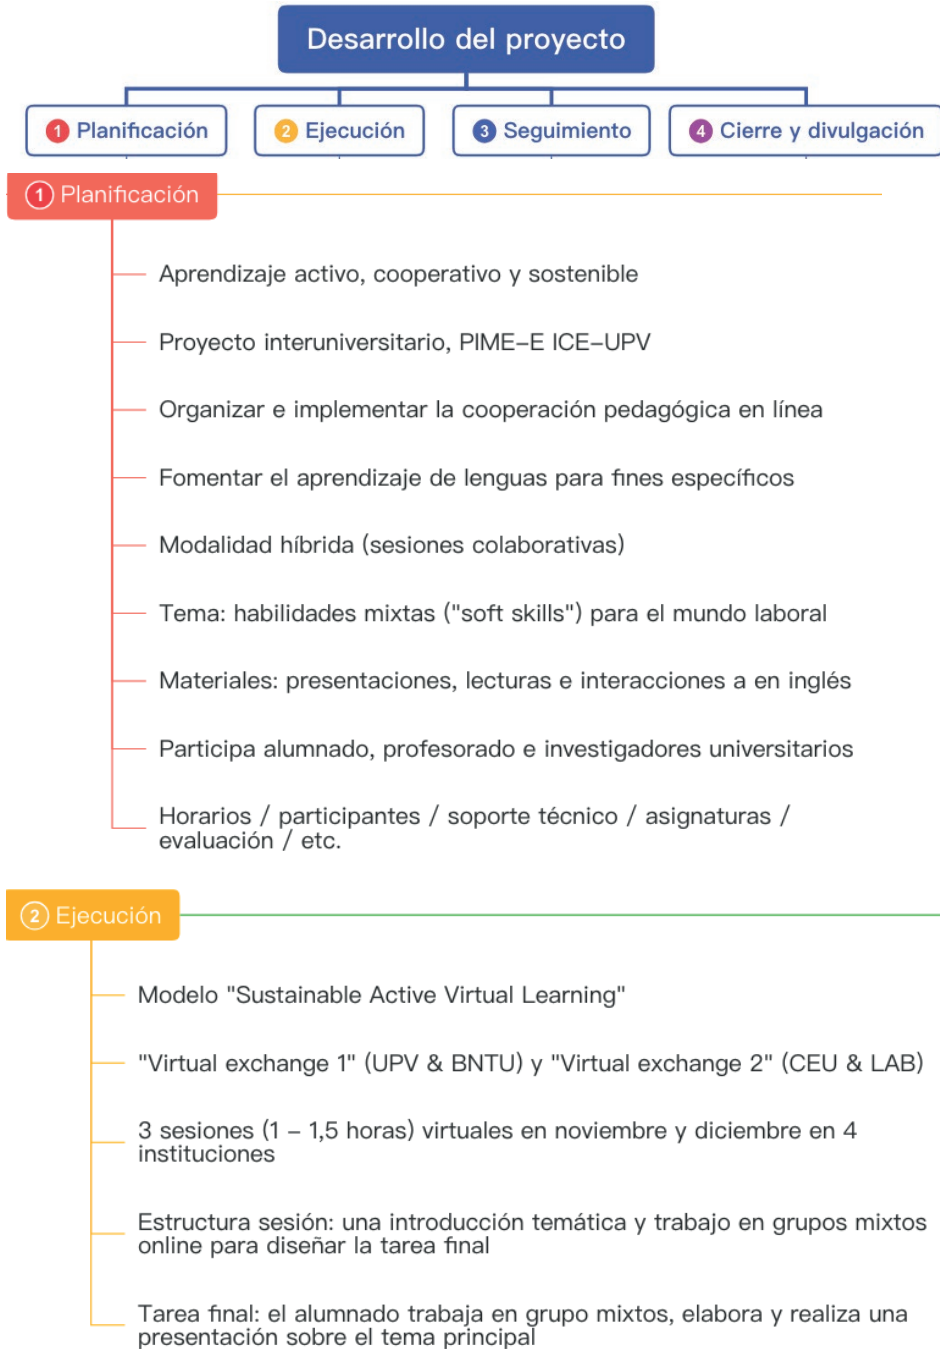 Desarrollo del proyecto
1 Planificación
2 Ejecución
3 Seguimiento
4 Cierre y divulgación
1 Planificación
Aprendizaje activo, cooperativo y sostenible
Proyecto interuniversitario, PIME-E ICE-UPV
Organizar e implementar la cooperación pedagógica en línea
Fomentar el aprendizaje de lenguas para fines específicos
Modalidad híbrida (sesiones colaborativas)
Tema: habilidades mixtas ("soft skills") para el mundo laboral
Materiales: presentaciones, lecturas e interacciones a en inglés
Participa alumnado, profesorado e investigadores universitarios
Horarios / participantes / soporte técnico / asignaturas /
evaluación / etc.
2 Ejecución
Modelo "Sustainable Active Virtual Learning"
"Virtual exchange 1" (UPV & BNTU) y "Virtual exchange 2" (CEU & LAB)
3 sesiones (1 – 1,5 horas) virtuales en noviembre y diciembre en 4
instituciones
Estructura sesión: una introducción temática y trabajo en grupos mixtos
online para diseñar la tarea final
Tarea final: el alumnado trabaja en grupo mixtos, elabora y realiza una
presentación sobre el tema principal